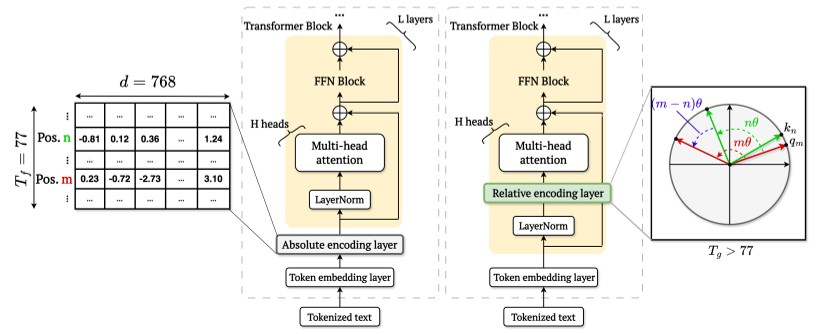 d = 768
T_f = 77
⋮ ... ... ... ... ...
Pos. n -0.81 0.12 0.36 ... 1.24
⋮ ... ... ... ... ...
Pos. m 0.23 -0.72 -2.73 ... 3.10
⋮ ... ... ... ... ...
...
Transformer Block
L layers
FFN Block
H heads
Multi-head
attention
LayerNorm
Absolute encoding layer
Token embedding layer
Tokenized text
...
Transformer Block
L layers
FFN Block
H heads
Multi-head
attention
Relative encoding layer
LayerNorm
Token embedding layer
Tokenized text
(m − n)θ
nθ
k_n
q_m
mθ
T_g > 77